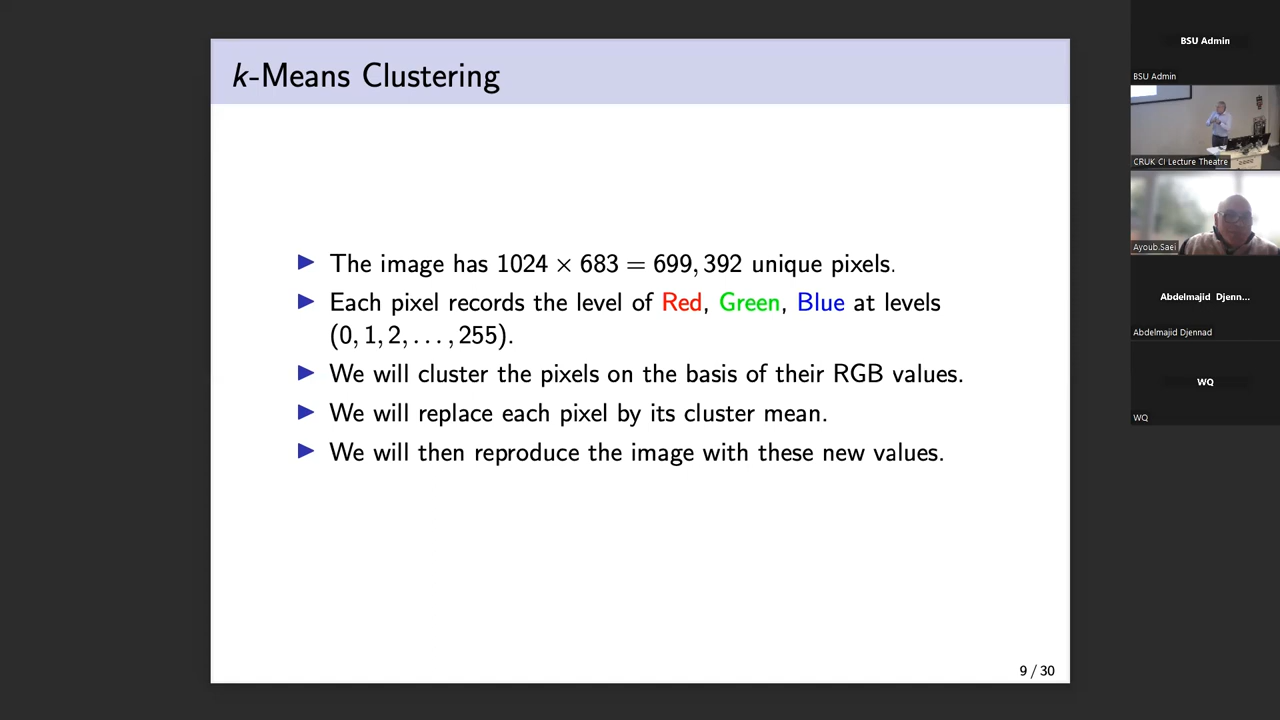 k-Means Clustering
▶ The image has 1024 × 683 = 699, 392 unique pixels.
▶ Each pixel records the level of Red, Green, Blue at levels
(0, 1, 2, . . . , 255).
▶ We will cluster the pixels on the basis of their RGB values.
▶ We will replace each pixel by its cluster mean.
▶ We will then reproduce the image with these new values.
9 / 30
BSU Admin
BSU Admin
CRUK CI Lecture Theatre
Ayoub.Saei
Abdelmajid Djenn...
Abdelmajid Djennad
WQ
WQ